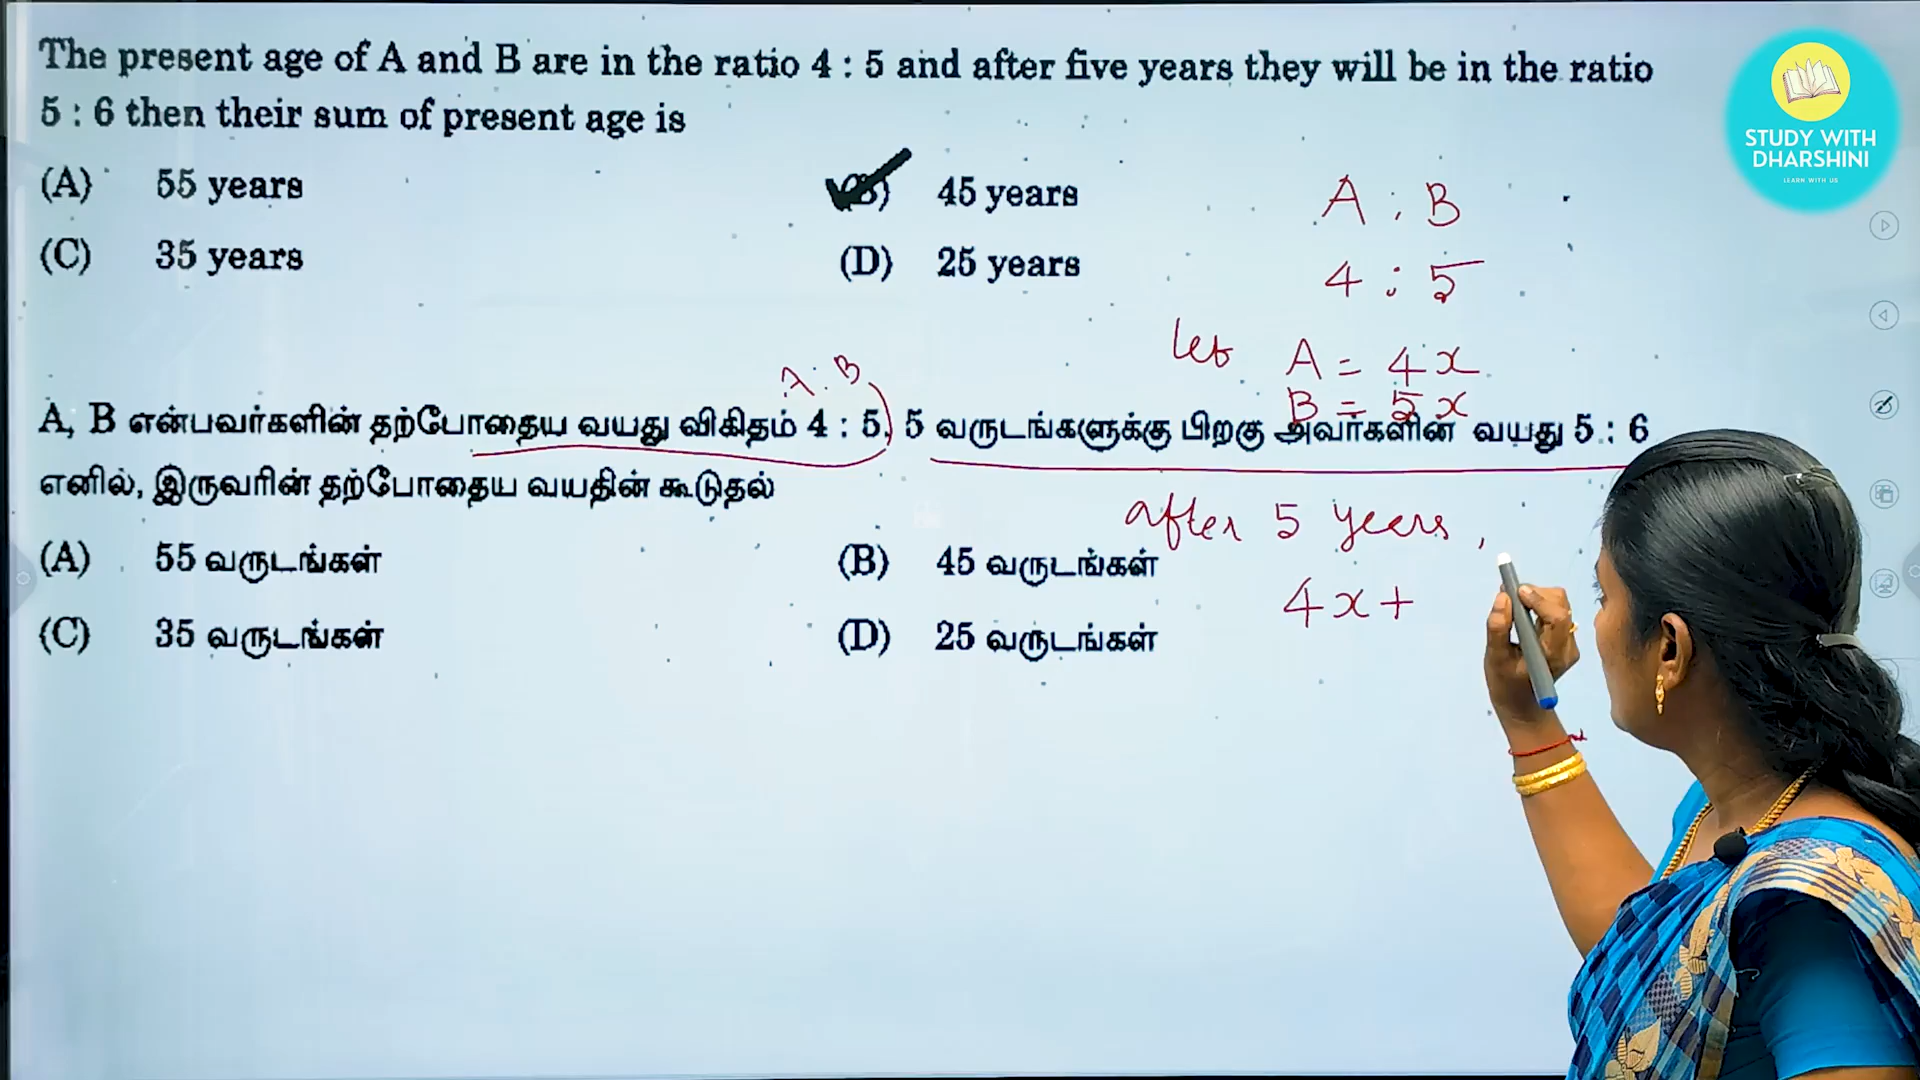 The present age of A and B are in the ratio 4 : 5 and after five years they will be in the ratio
5 : 6 then their sum of present age is
(A) 55 years
(B) 45 years
(C) 35 years
(D) 25 years
A : B
4 : 5
let A = 4x
B = 5x
A : B
A, B என்பவர்களின் தற்போதைய வயது விகிதம் 4 : 5, 5 வருடங்களுக்கு பிறகு அவர்களின் வயது 5 : 6
எனில், இருவரின் தற்போதைய வயதின் கூடுதல்
(A) 55 வருடங்கள்
(B) 45 வருடங்கள்
(C) 35 வருடங்கள்
(D) 25 வருடங்கள்
after 5 years,
4x+
STUDY WITH
DHARSHINI
LEARN WITH US